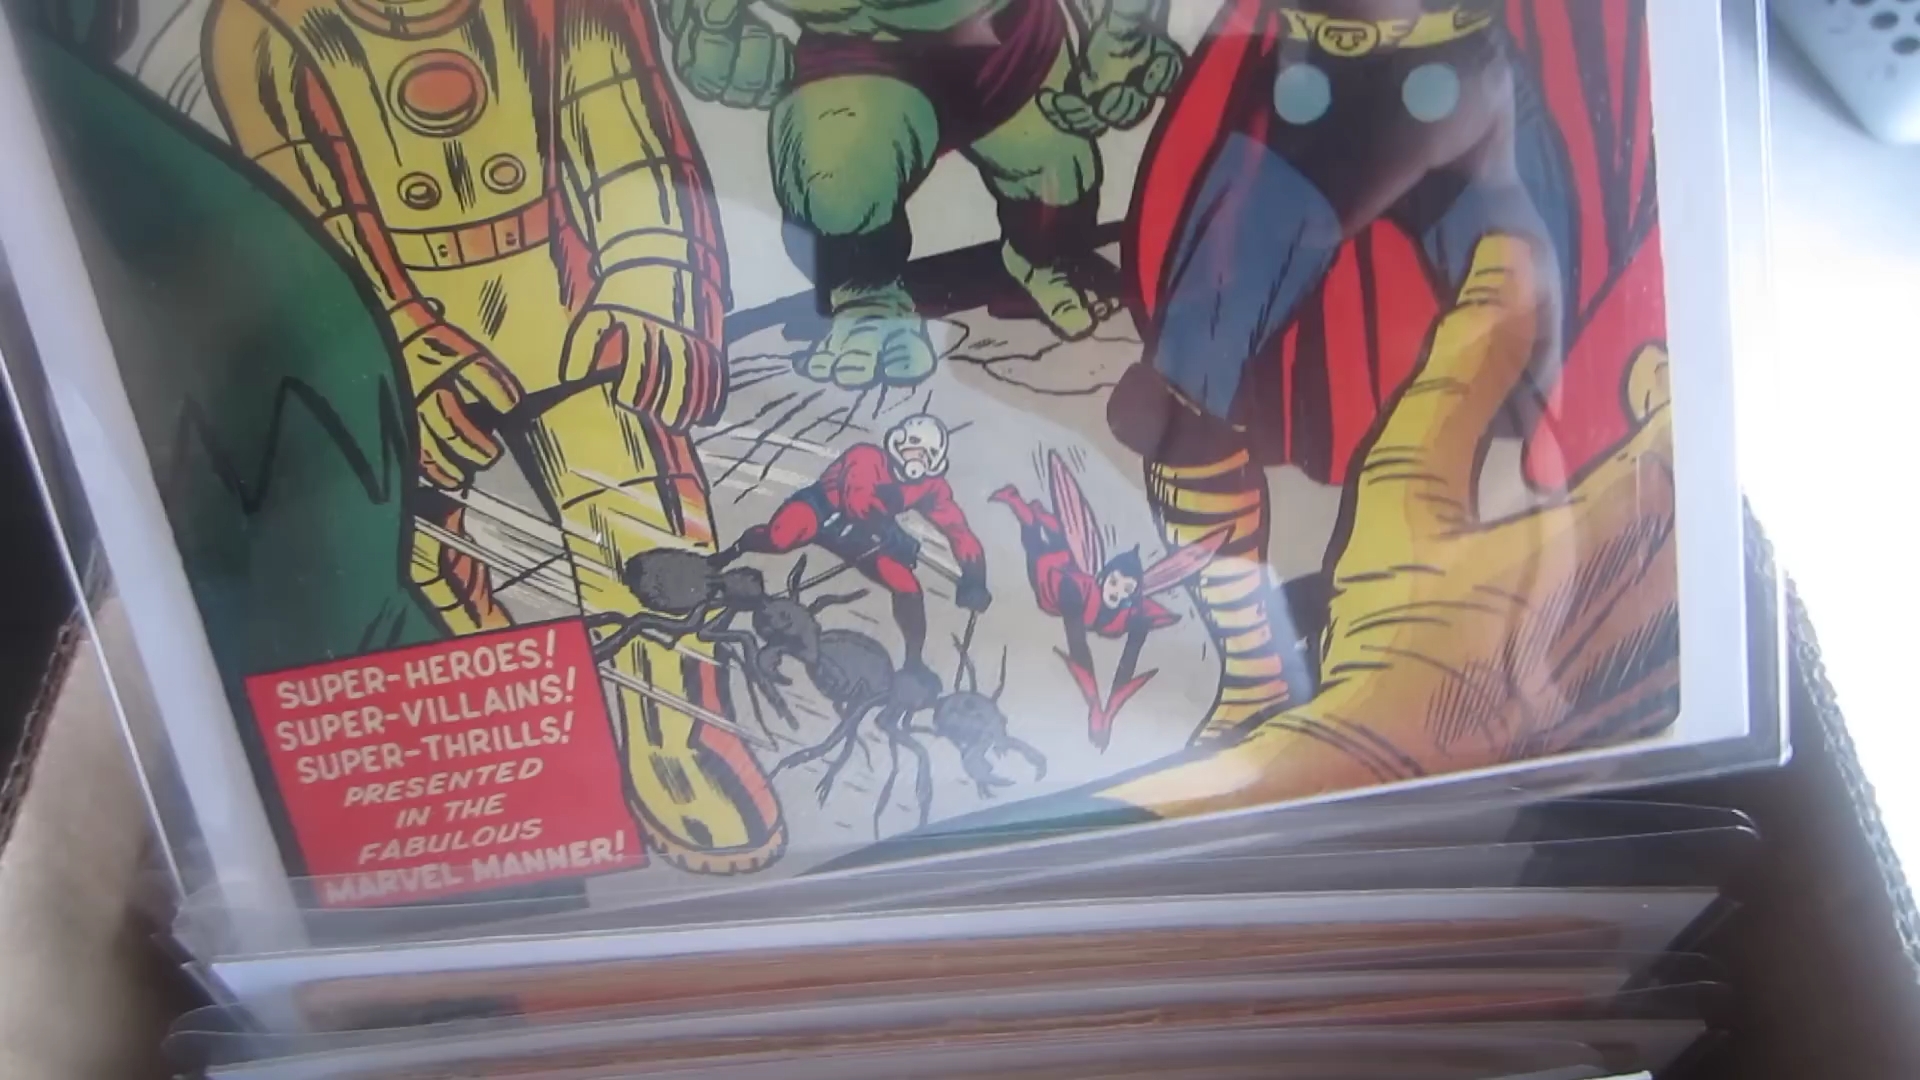 SUPER-HEROES!
SUPER-VILLAINS!
SUPER-THRILLS!
PRESENTED
IN THE
FABULOUS
MARVEL MANNER!